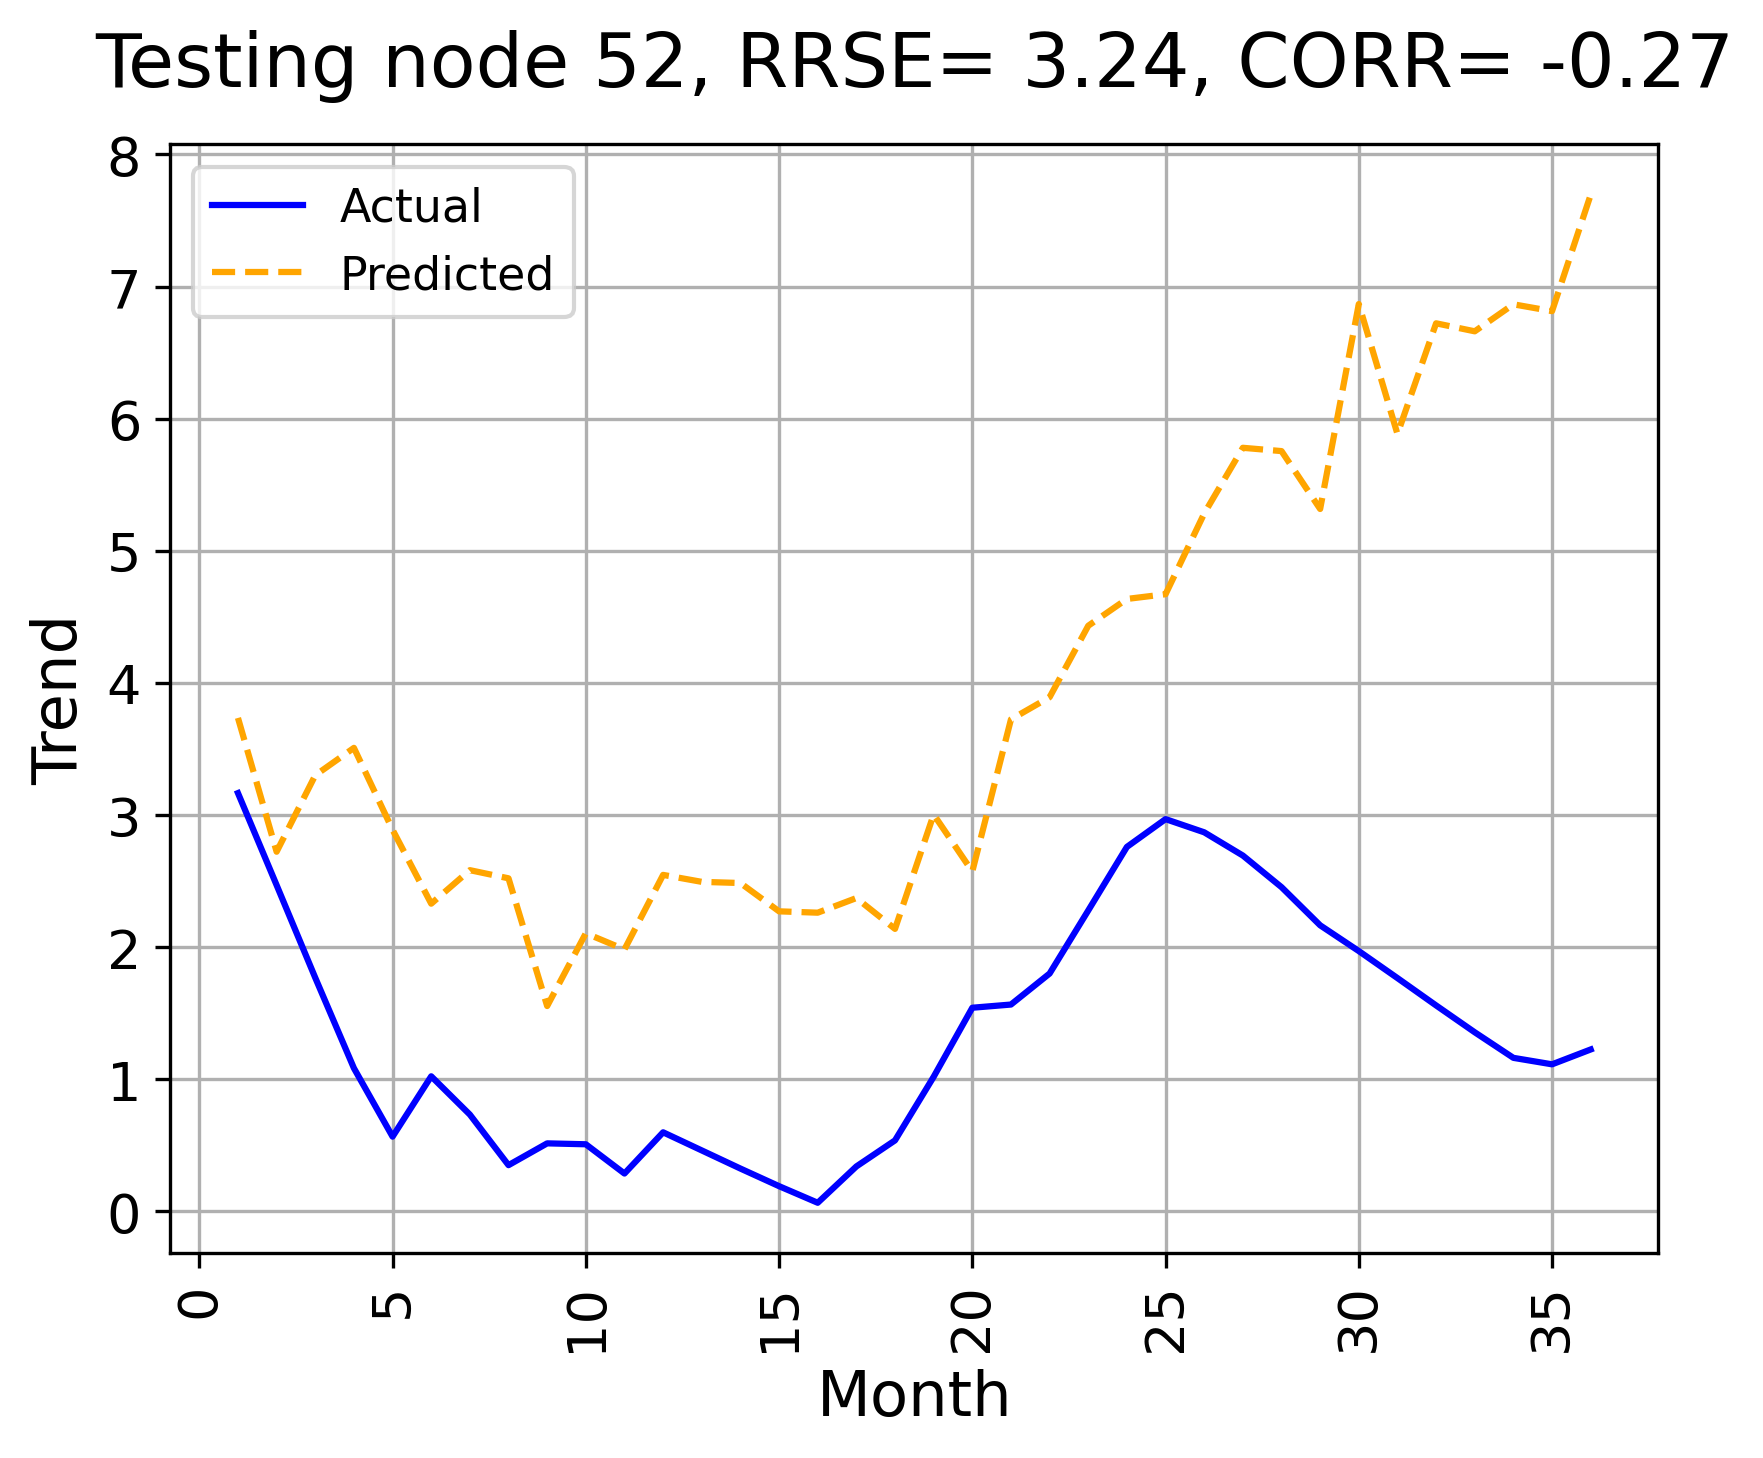 Testing node 52, RRSE= 3.24, CORR= -0.27
Actual
Predicted
Trend
8
7
6
5
4
3
2
1
0
0 5 10 15 20 25 30 35
Month